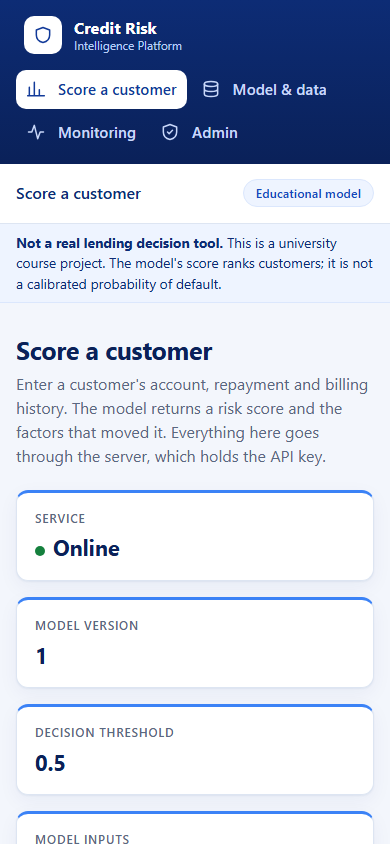 Credit Risk
Intelligence Platform
Score a customer
Model & data
Monitoring
Admin
Score a customer
Educational model
Not a real lending decision tool. This is a university
course project. The model's score ranks customers; it is not
a calibrated probability of default.
Score a customer
Enter a customer's account, repayment and billing
history. The model returns a risk score and the
factors that moved it. Everything here goes
through the server, which holds the API key.
SERVICE
Online
MODEL VERSION
1
DECISION THRESHOLD
0.5
MODEL INPUTS